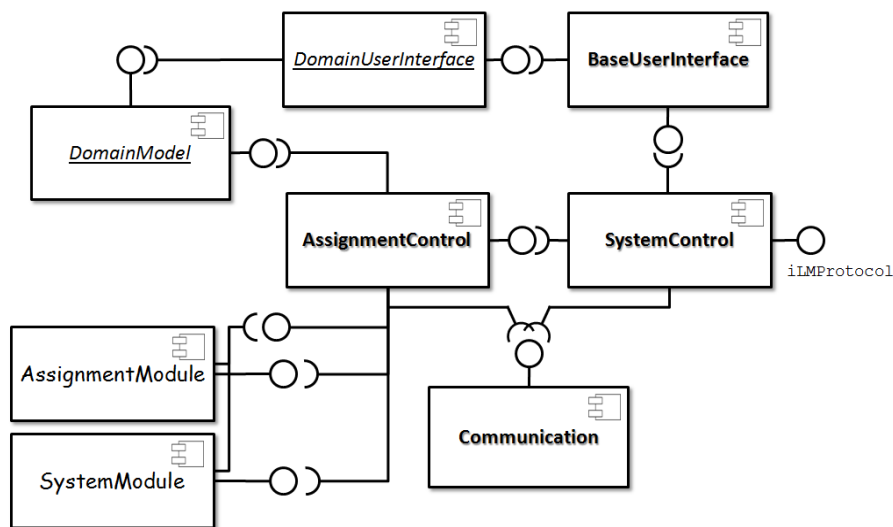 DomainUserInterface
BaseUserInterface
DomainModel
AssignmentControl
SystemControl
iLMProtocol
AssignmentModule
Communication
SystemModule